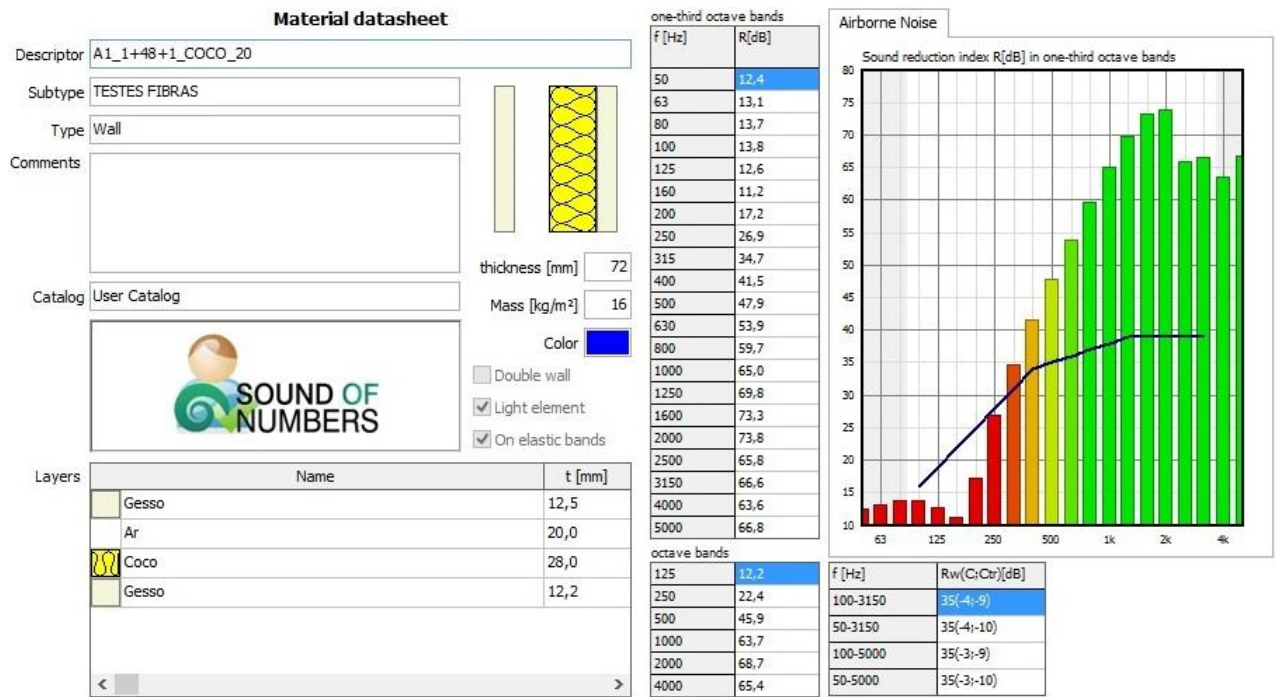 Material datasheet
Descriptor A1_1+48+1_COCO_20
Subtype TESTES FIBRAS
Type Wall
Comments
thickness [mm] 72
Catalog User Catalog
Mass [kg/m²] 16
Color
SOUND OF
NUMBERS
Double wall
Light element
On elastic bands
Layers Name t [mm]
Gesso 12,5
Ar 20,0
Coco 28,0
Gesso 12,2
one-third octave bands
f [Hz] R[dB]
50 12,4
63 13,1
80 13,7
100 13,8
125 12,6
160 11,2
200 17,2
250 26,9
315 34,7
400 41,5
500 47,9
630 53,9
800 59,7
1000 65,0
1250 69,8
1600 73,3
2000 73,8
2500 65,8
3150 66,6
4000 63,6
5000 66,8
octave bands
125 12,2
250 22,4
500 45,9
1000 63,7
2000 68,7
4000 65,4
Airborne Noise
Sound reduction index R[dB] in one-third octave bands
80
75
70
65
60
55
50
45
40
35
30
25
20
15
10
63 125 250 500 1k 2k 4k
f [Hz] Rw(C;Ctr)[dB]
100-3150 35(-4;-9)
50-3150 35(-4;-10)
100-5000 35(-3;-9)
50-5000 35(-3;-10)